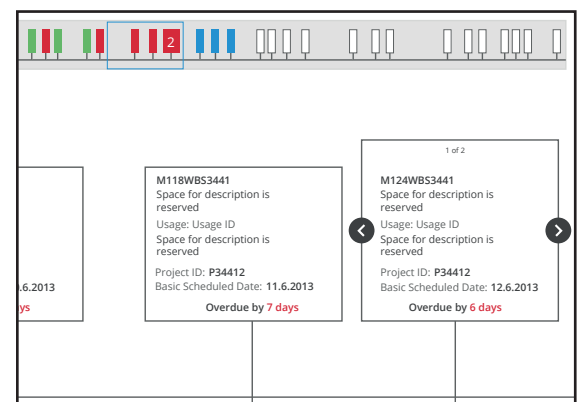 2
1 of 2
M118WBS3441
Space for description is
reserved
Usage: Usage ID
Space for description is
reserved
Project ID: P34412
Basic Scheduled Date: 11.6.2013
Overdue by 7 days
M124WBS3441
Space for description is
reserved
Usage: Usage ID
Space for description is
reserved
Project ID: P34412
Basic Scheduled Date: 12.6.2013
Overdue by 6 days
.6.2013
ys